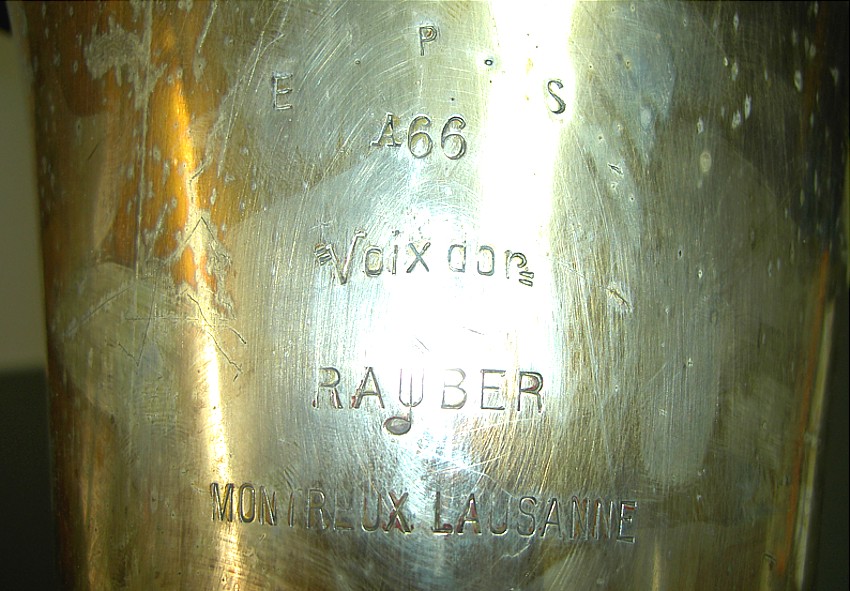 P
E S
A66
"Voix dor"
RAUBER
MONTREUX. LAUSANNE